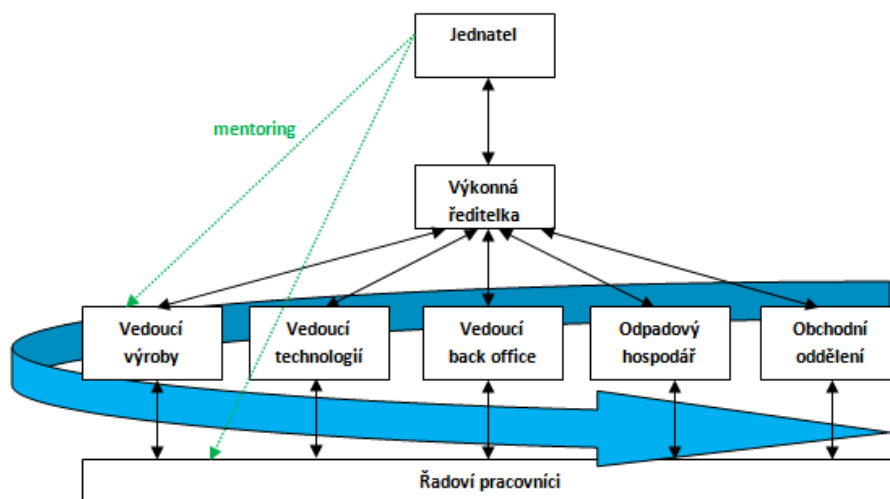 Jednatel
mentoring
Výkonná
ředitelka
Vedoucí
výroby
Vedoucí
technologií
Vedoucí
back office
Odpadový
hospodář
Obchodní
oddělení
Řadoví pracovníci